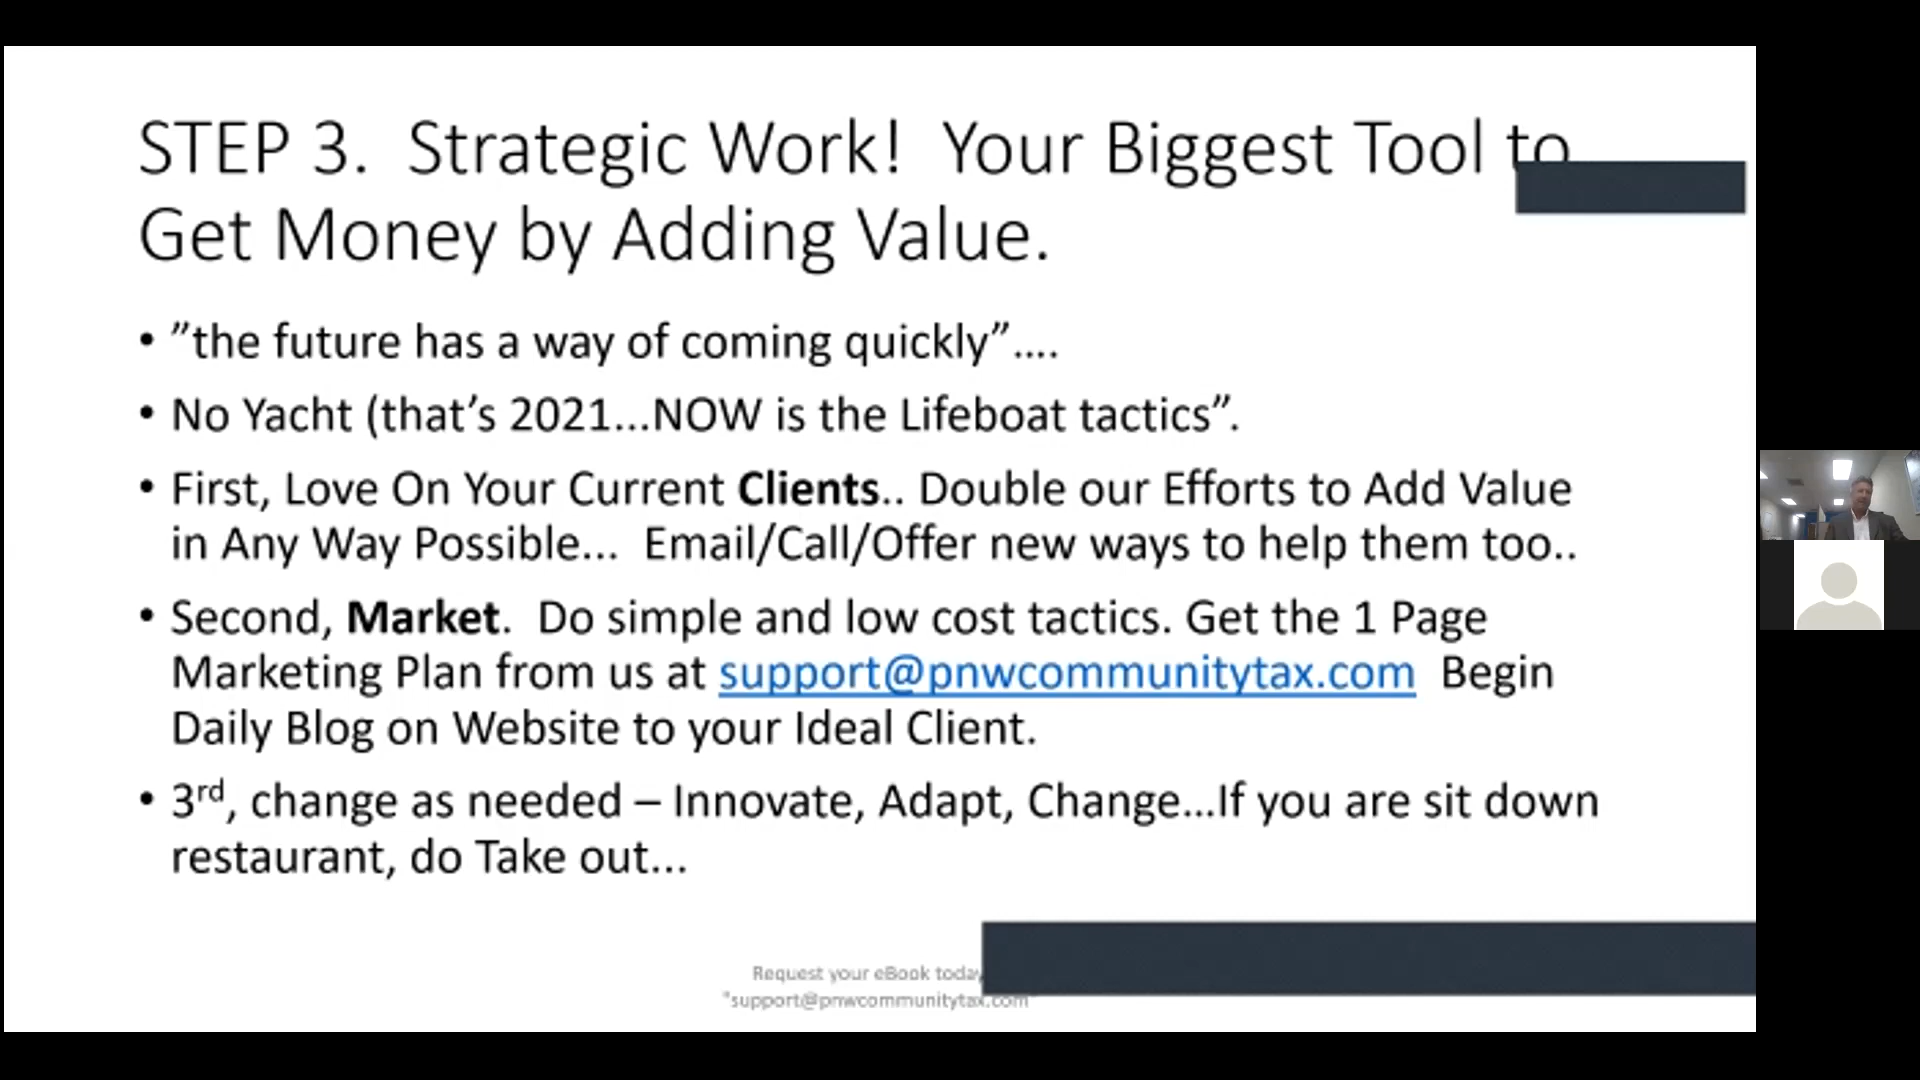 STEP 3.  Strategic Work!  Your Biggest Tool to
Get Money by Adding Value.
• ”the future has a way of coming quickly”….
• No Yacht (that’s 2021…NOW is the Lifeboat tactics”.
• First, Love On Your Current Clients.. Double our Efforts to Add Value
in Any Way Possible…  Email/Call/Offer new ways to help them too..
• Second, Market.  Do simple and low cost tactics. Get the 1 Page
Marketing Plan from us at support@pnwcommunitytax.com  Begin
Daily Blog on Website to your Ideal Client.
• 3rd, change as needed – Innovate, Adapt, Change…If you are sit down
restaurant, do Take out…
Request your eBook today
"support@pnwcommunitytax.com"